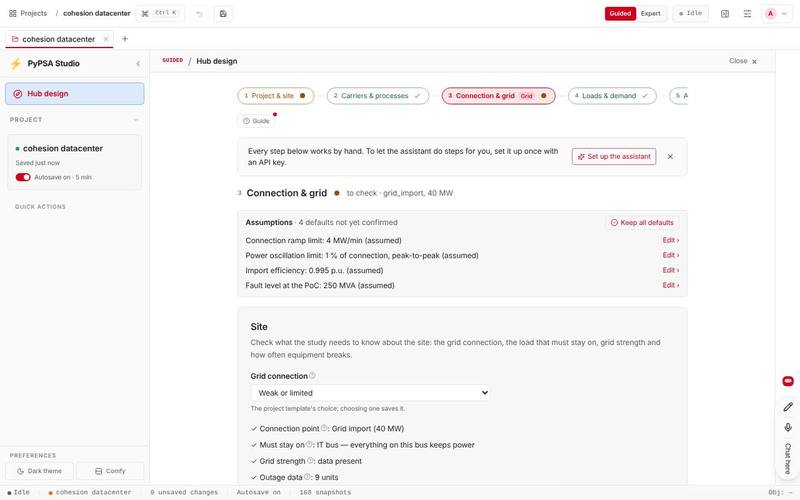 Projects / cohesion datacenter ⌘ Ctrl K Guided Expert Idle A
cohesion datacenter × +
PyPSA Studio
GUIDED / Hub design Close ×
Hub design
1 Project & site 2 Carriers & processes ✓ 3 Connection & grid Grid 4 Loads & demand ✓ 5 A
PROJECT
Guide
cohesion datacenter
Saved just now
Autosave on · 5 min
QUICK ACTIONS
Every step below works by hand. To let the assistant do steps for you, set it up once with
an API key.
Set up the assistant ×
3 Connection & grid to check · grid_import, 40 MW
Assumptions · 4 defaults not yet confirmed Keep all defaults
Connection ramp limit: 4 MW/min (assumed) Edit ›
Power oscillation limit: 1 % of connection, peak-to-peak (assumed) Edit ›
Import efficiency: 0.995 p.u. (assumed) Edit ›
Fault level at the PoC: 250 MVA (assumed) Edit ›
Site
Check what the study needs to know about the site: the grid connection, the load that must stay on, grid strength and
how often equipment breaks.
Grid connection ?
Weak or limited
The project template's choice; choosing one saves it.
✓ Connection point ? : Grid import (40 MW)
✓ Must stay on ? : IT bus — everything on this bus keeps power
✓ Grid strength ? : data present
✓ Outage data ? : 9 units
Chat here
PREFERENCES
Dark theme Comfy
Idle cohesion datacenter 0 unsaved changes Autosave on 168 snapshots Obj: —